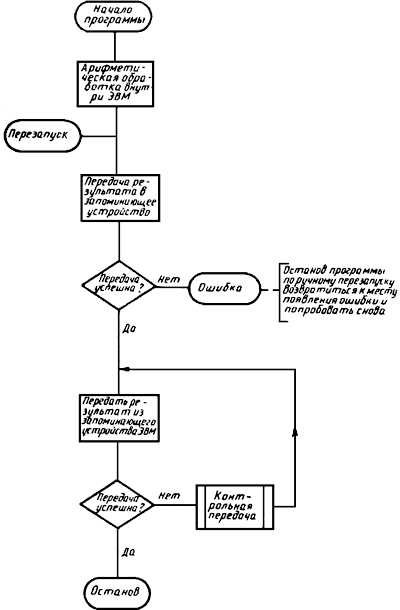 Начало
программы
Арифмети-
ческая обра-
ботка внут-
ри ЭВМ
Перезапуск
Передача ре-
зультата в
запоминающее
устройство
Передача
успешна?
Нет
Ошибка
Останов программы
по ручному перезапуску
возвратиться к месту
появления ошибки и
попробовать снова
Да
Передать ре-
зультат из
запоминающего
устройства ЭВМ
Передача
успешна?
Нет
Конт-
рольная
передача
Да
Останов